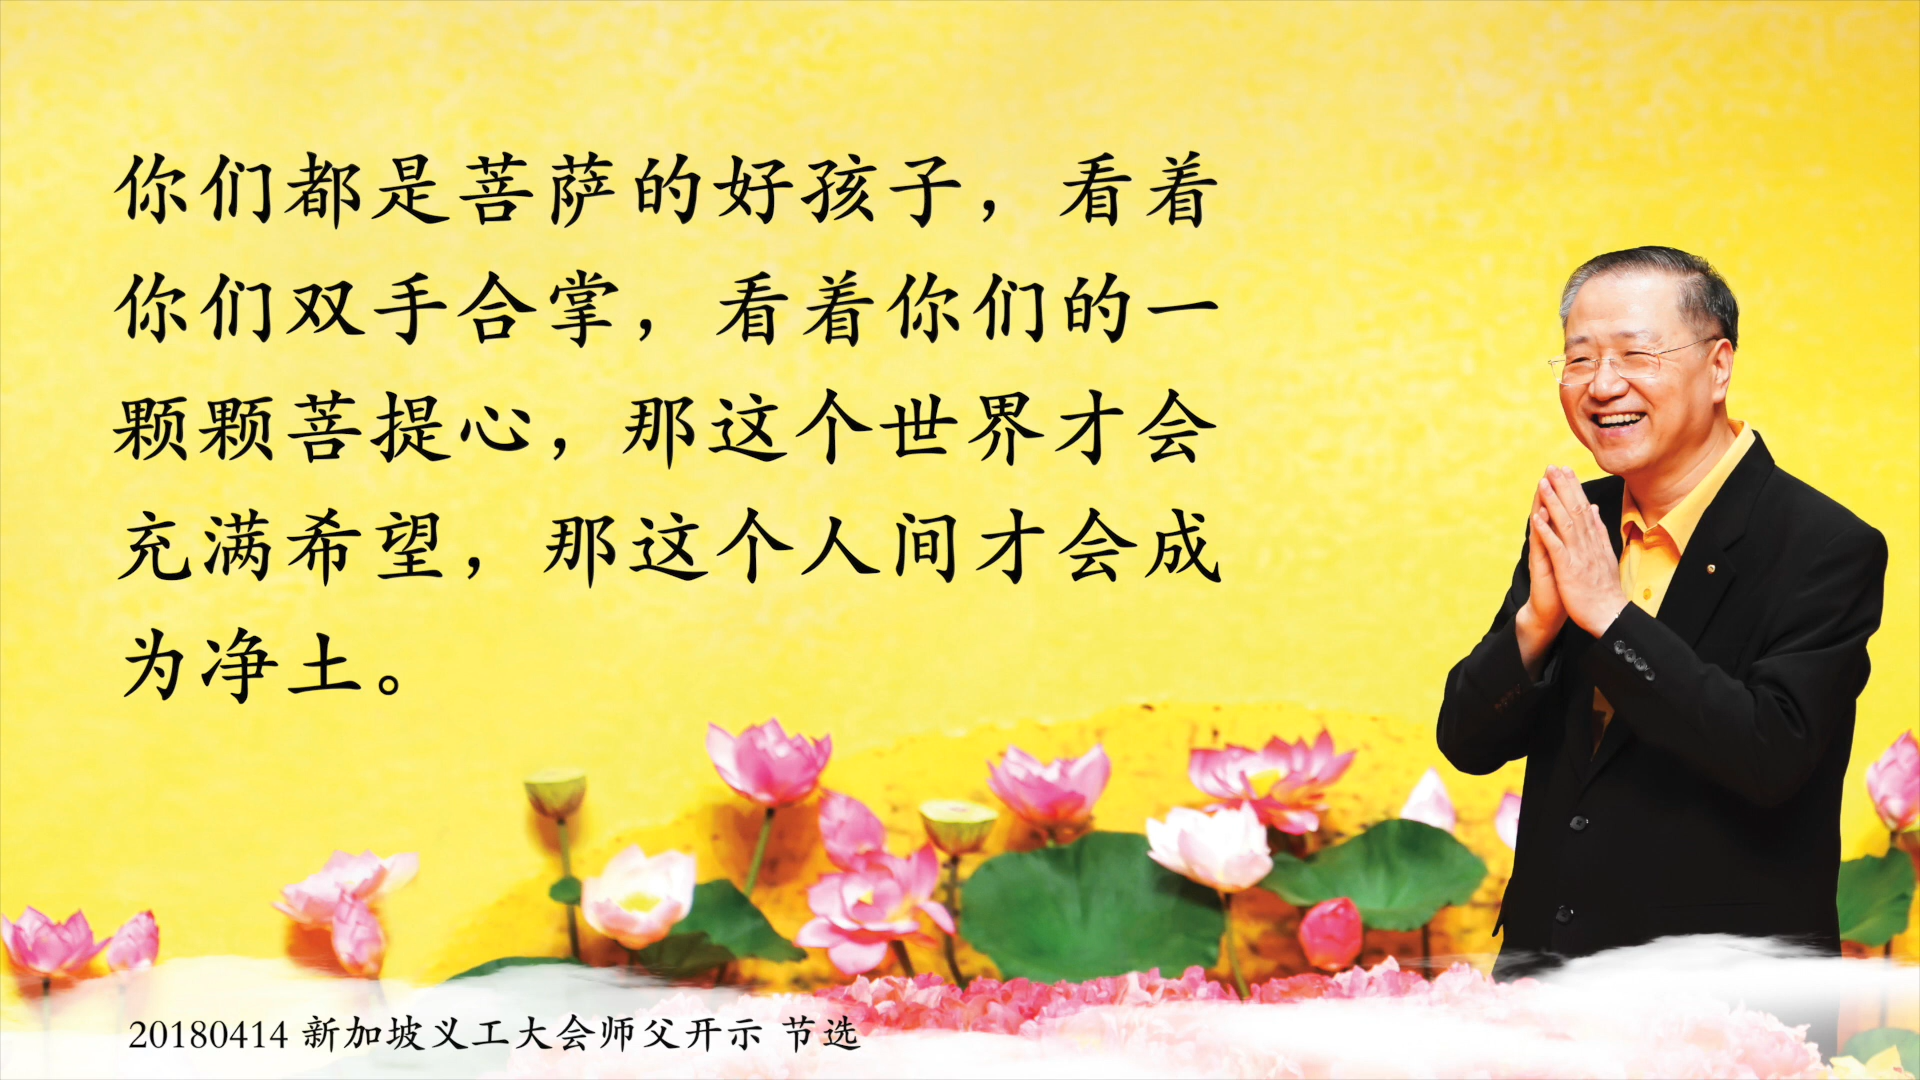 你们都是菩萨的好孩子，看着
你们双手合掌，看着你们的一
颗颗菩提心，那这个世界才会
充满希望，那这个人间才会成
为净土。
20180414 新加坡义工大会师父开示 节选